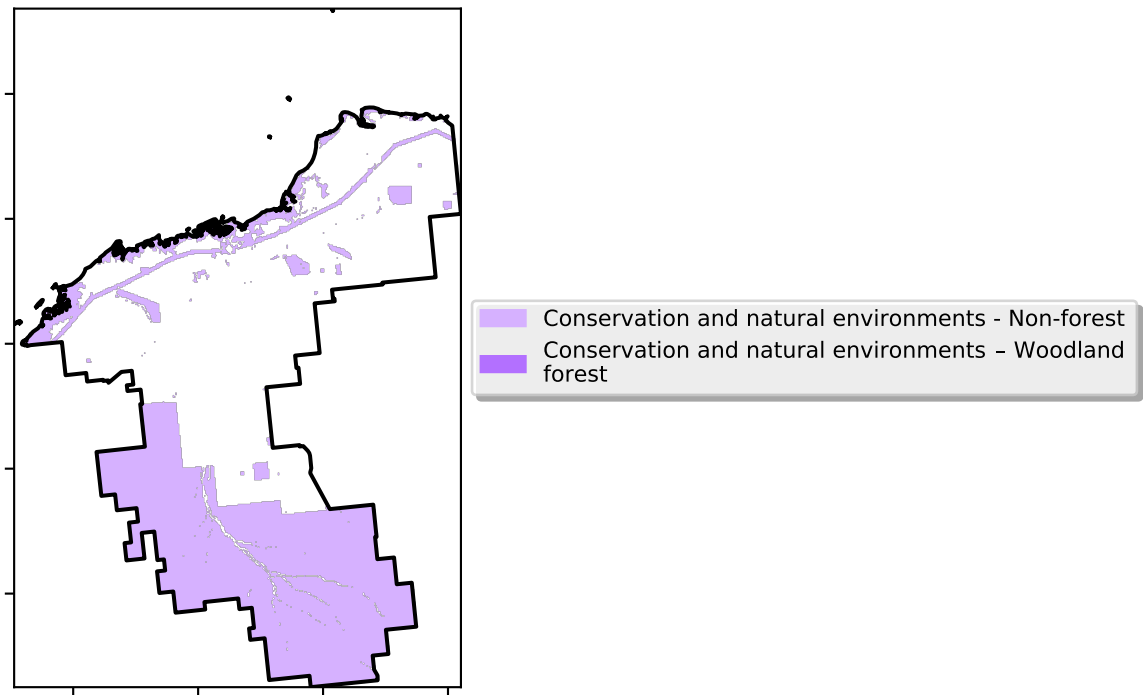 Conservation and natural environments - Non-forest
Conservation and natural environments – Woodland
forest